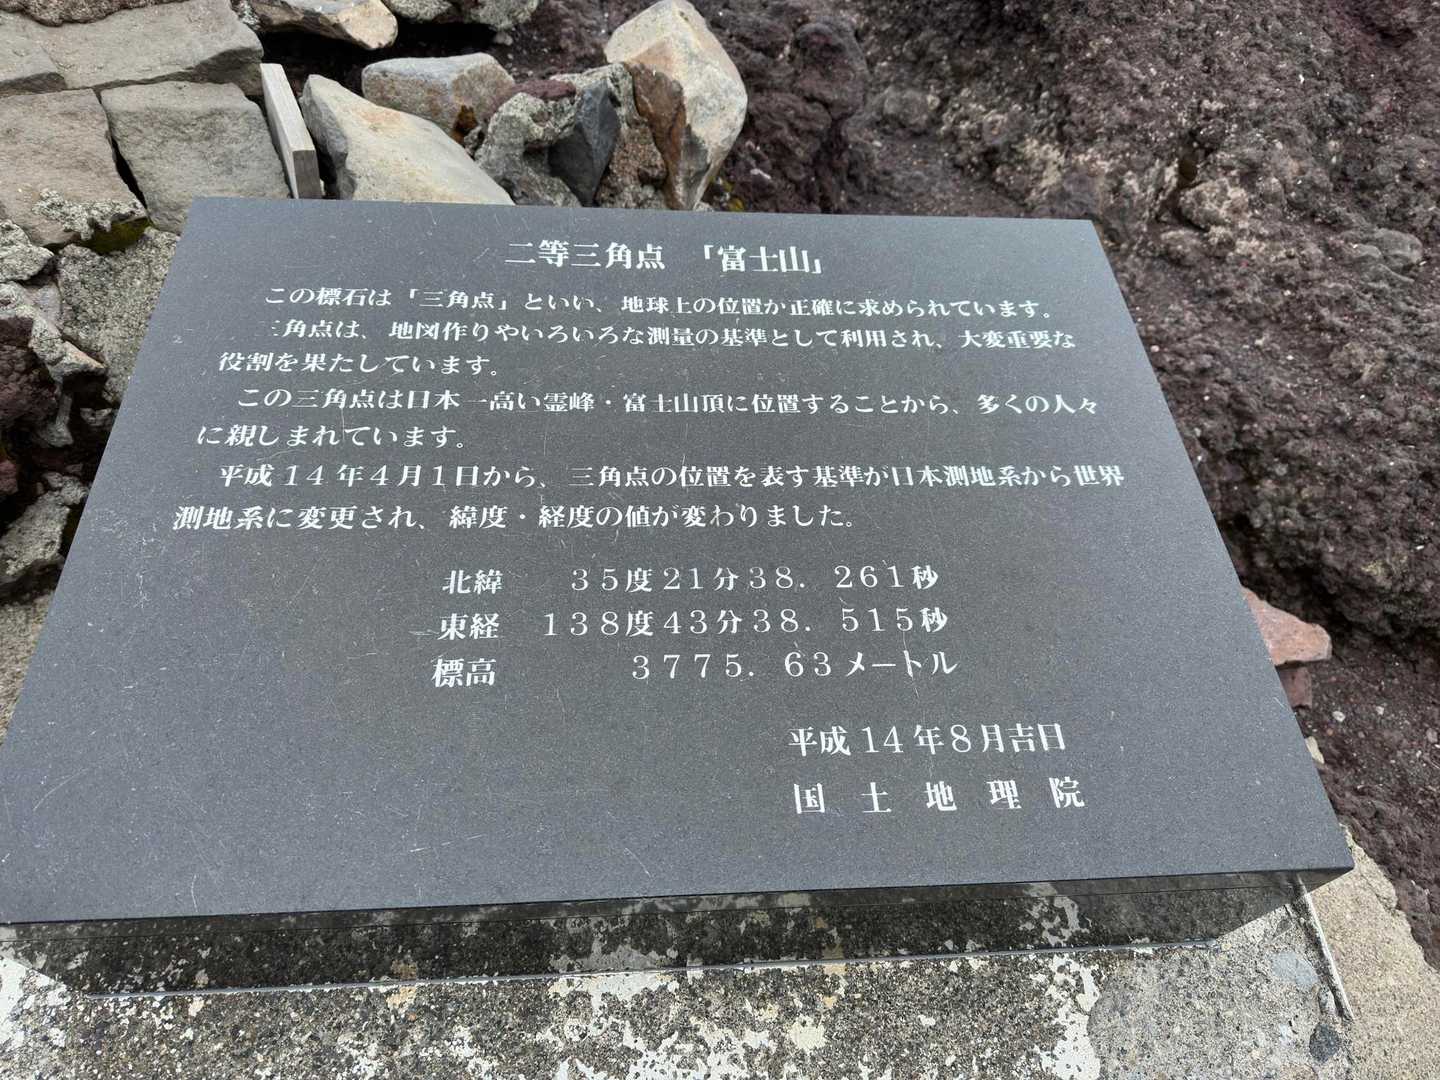 二等三角点 「富士山」
この標石は「三角点」といい、地球上の位置が正確に求められています。
三角点は、地図作りやいろいろな測量の基準として利用され、大変重要な
役割を果たしています。
この三角点は日本一高い霊峰・富士山頂に位置することから、多くの人々
に親しまれています。
平成14年4月1日から、三角点の位置を表す基準が日本測地系から世界
測地系に変更され、緯度・経度の値が変わりました。
北緯 35度21分38.261秒
東経 138度43分38.515秒
標高 3775.63メートル
平成14年8月吉日
国土地理院